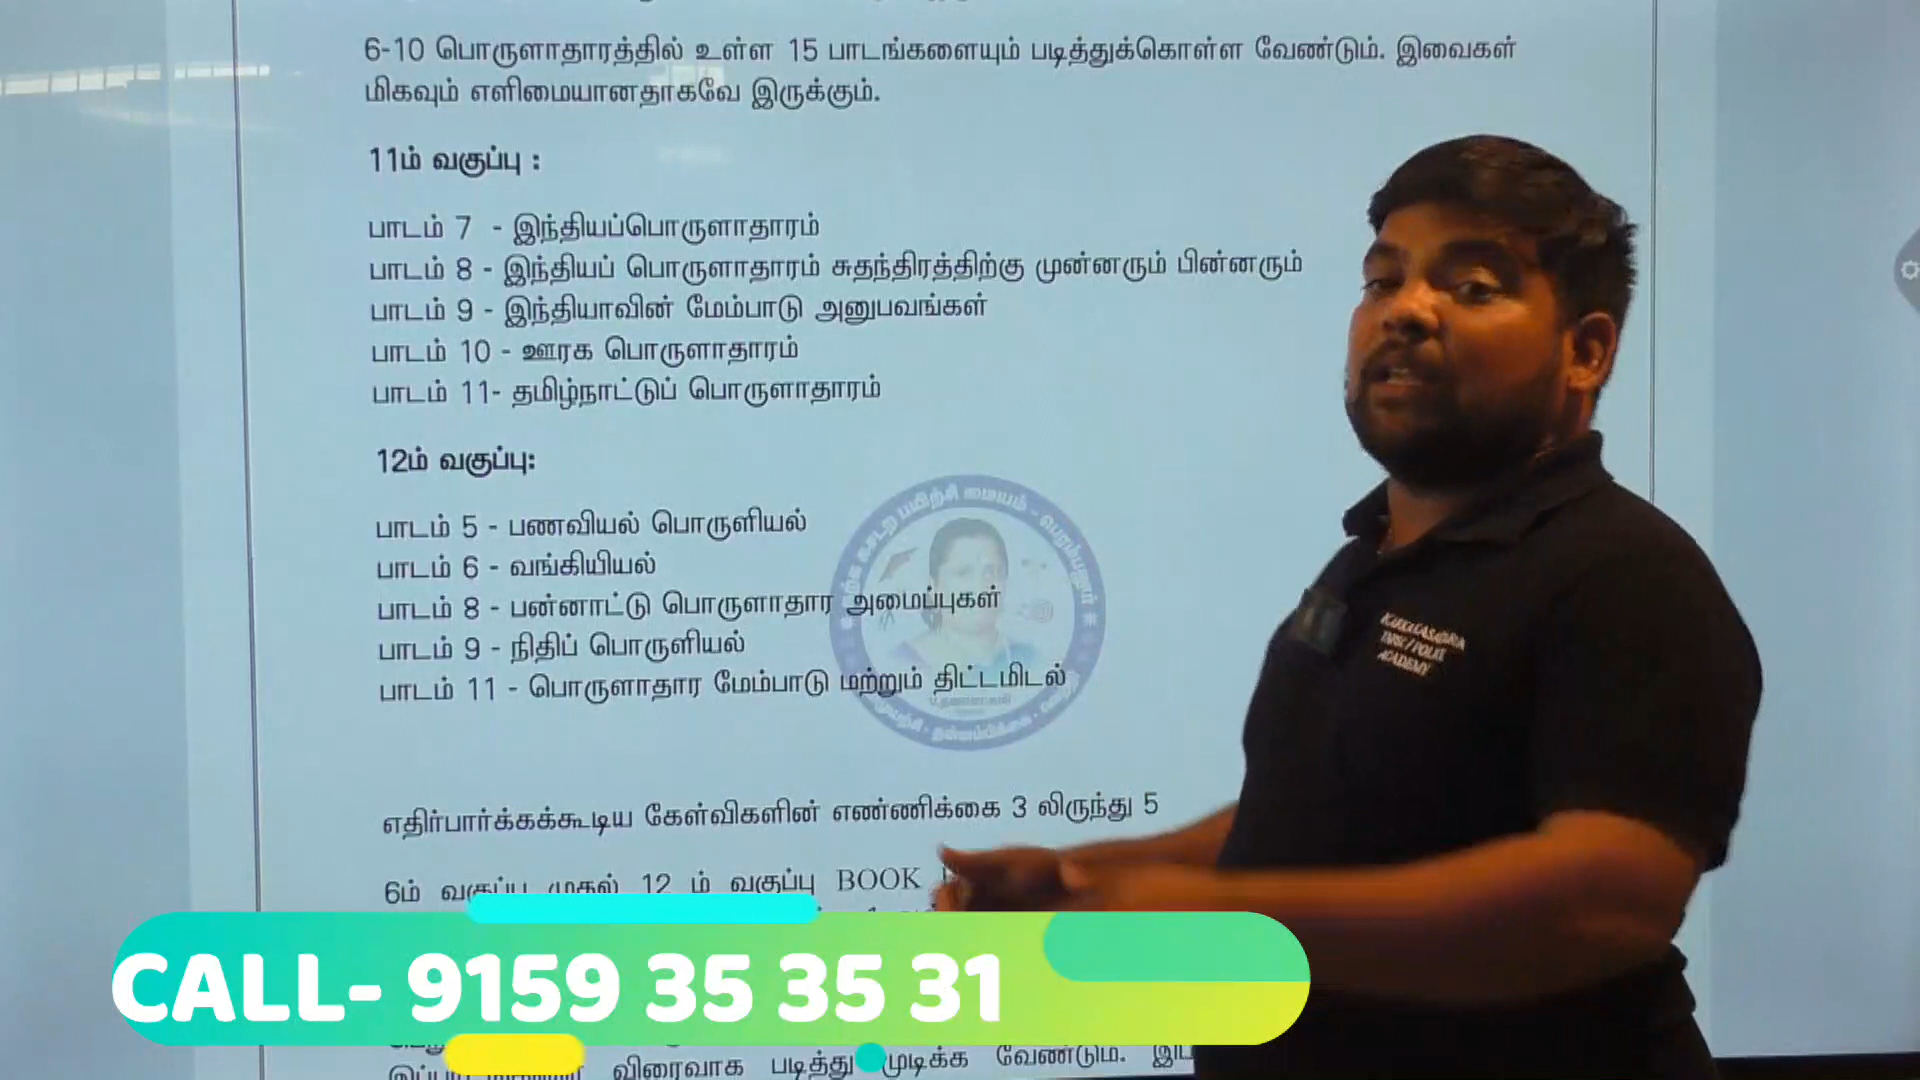 6-10 பொருளாதாரத்தில் உள்ள 15 பாடங்களையும் படித்துக்கொள்ள வேண்டும். இவைகள்
மிகவும் எளிமையானதாகவே இருக்கும்.
11ம் வகுப்பு :
பாடம் 7 - இந்தியப்பொருளாதாரம்
பாடம் 8 - இந்தியப் பொருளாதாரம் சுதந்திரத்திற்கு முன்னரும் பின்னரும்
பாடம் 9 - இந்தியாவின் மேம்பாடு அனுபவங்கள்
பாடம் 10 - ஊரக பொருளாதாரம்
பாடம் 11- தமிழ்நாட்டுப் பொருளாதாரம்
12ம் வகுப்பு:
பாடம் 5 - பணவியல் பொருளியல்
பாடம் 6 - வங்கியியல்
பாடம் 8 - பன்னாட்டு பொருளாதார அமைப்புகள்
பாடம் 9 - நிதிப் பொருளியல்
பாடம் 11 - பொருளாதார மேம்பாடு மற்றும் திட்டமிடல்
எதிர்பார்க்கக்கூடிய கேள்விகளின் எண்ணிக்கை 3 லிருந்து 5
6ம் வகுப்பு முதல் 12 ம் வகுப்பு BOOK
CALL- 9159 35 35 31
விரைவாக படித்து முடிக்க வேண்டும்.
ACADEMY